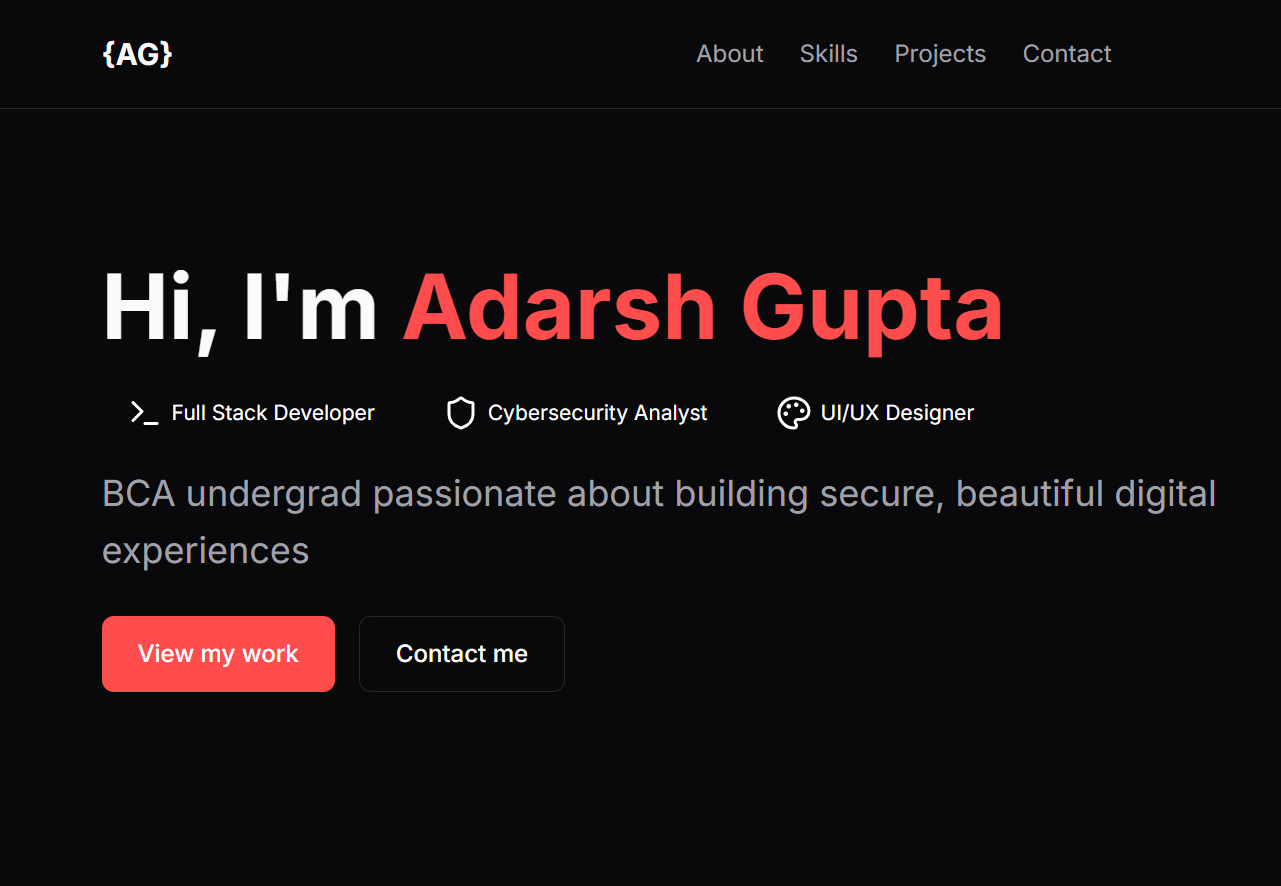 {AG}
About Skills Projects Contact
Hi, I'm Adarsh Gupta
Full Stack Developer Cybersecurity Analyst UI/UX Designer
BCA undergrad passionate about building secure, beautiful digital
experiences
View my work Contact me